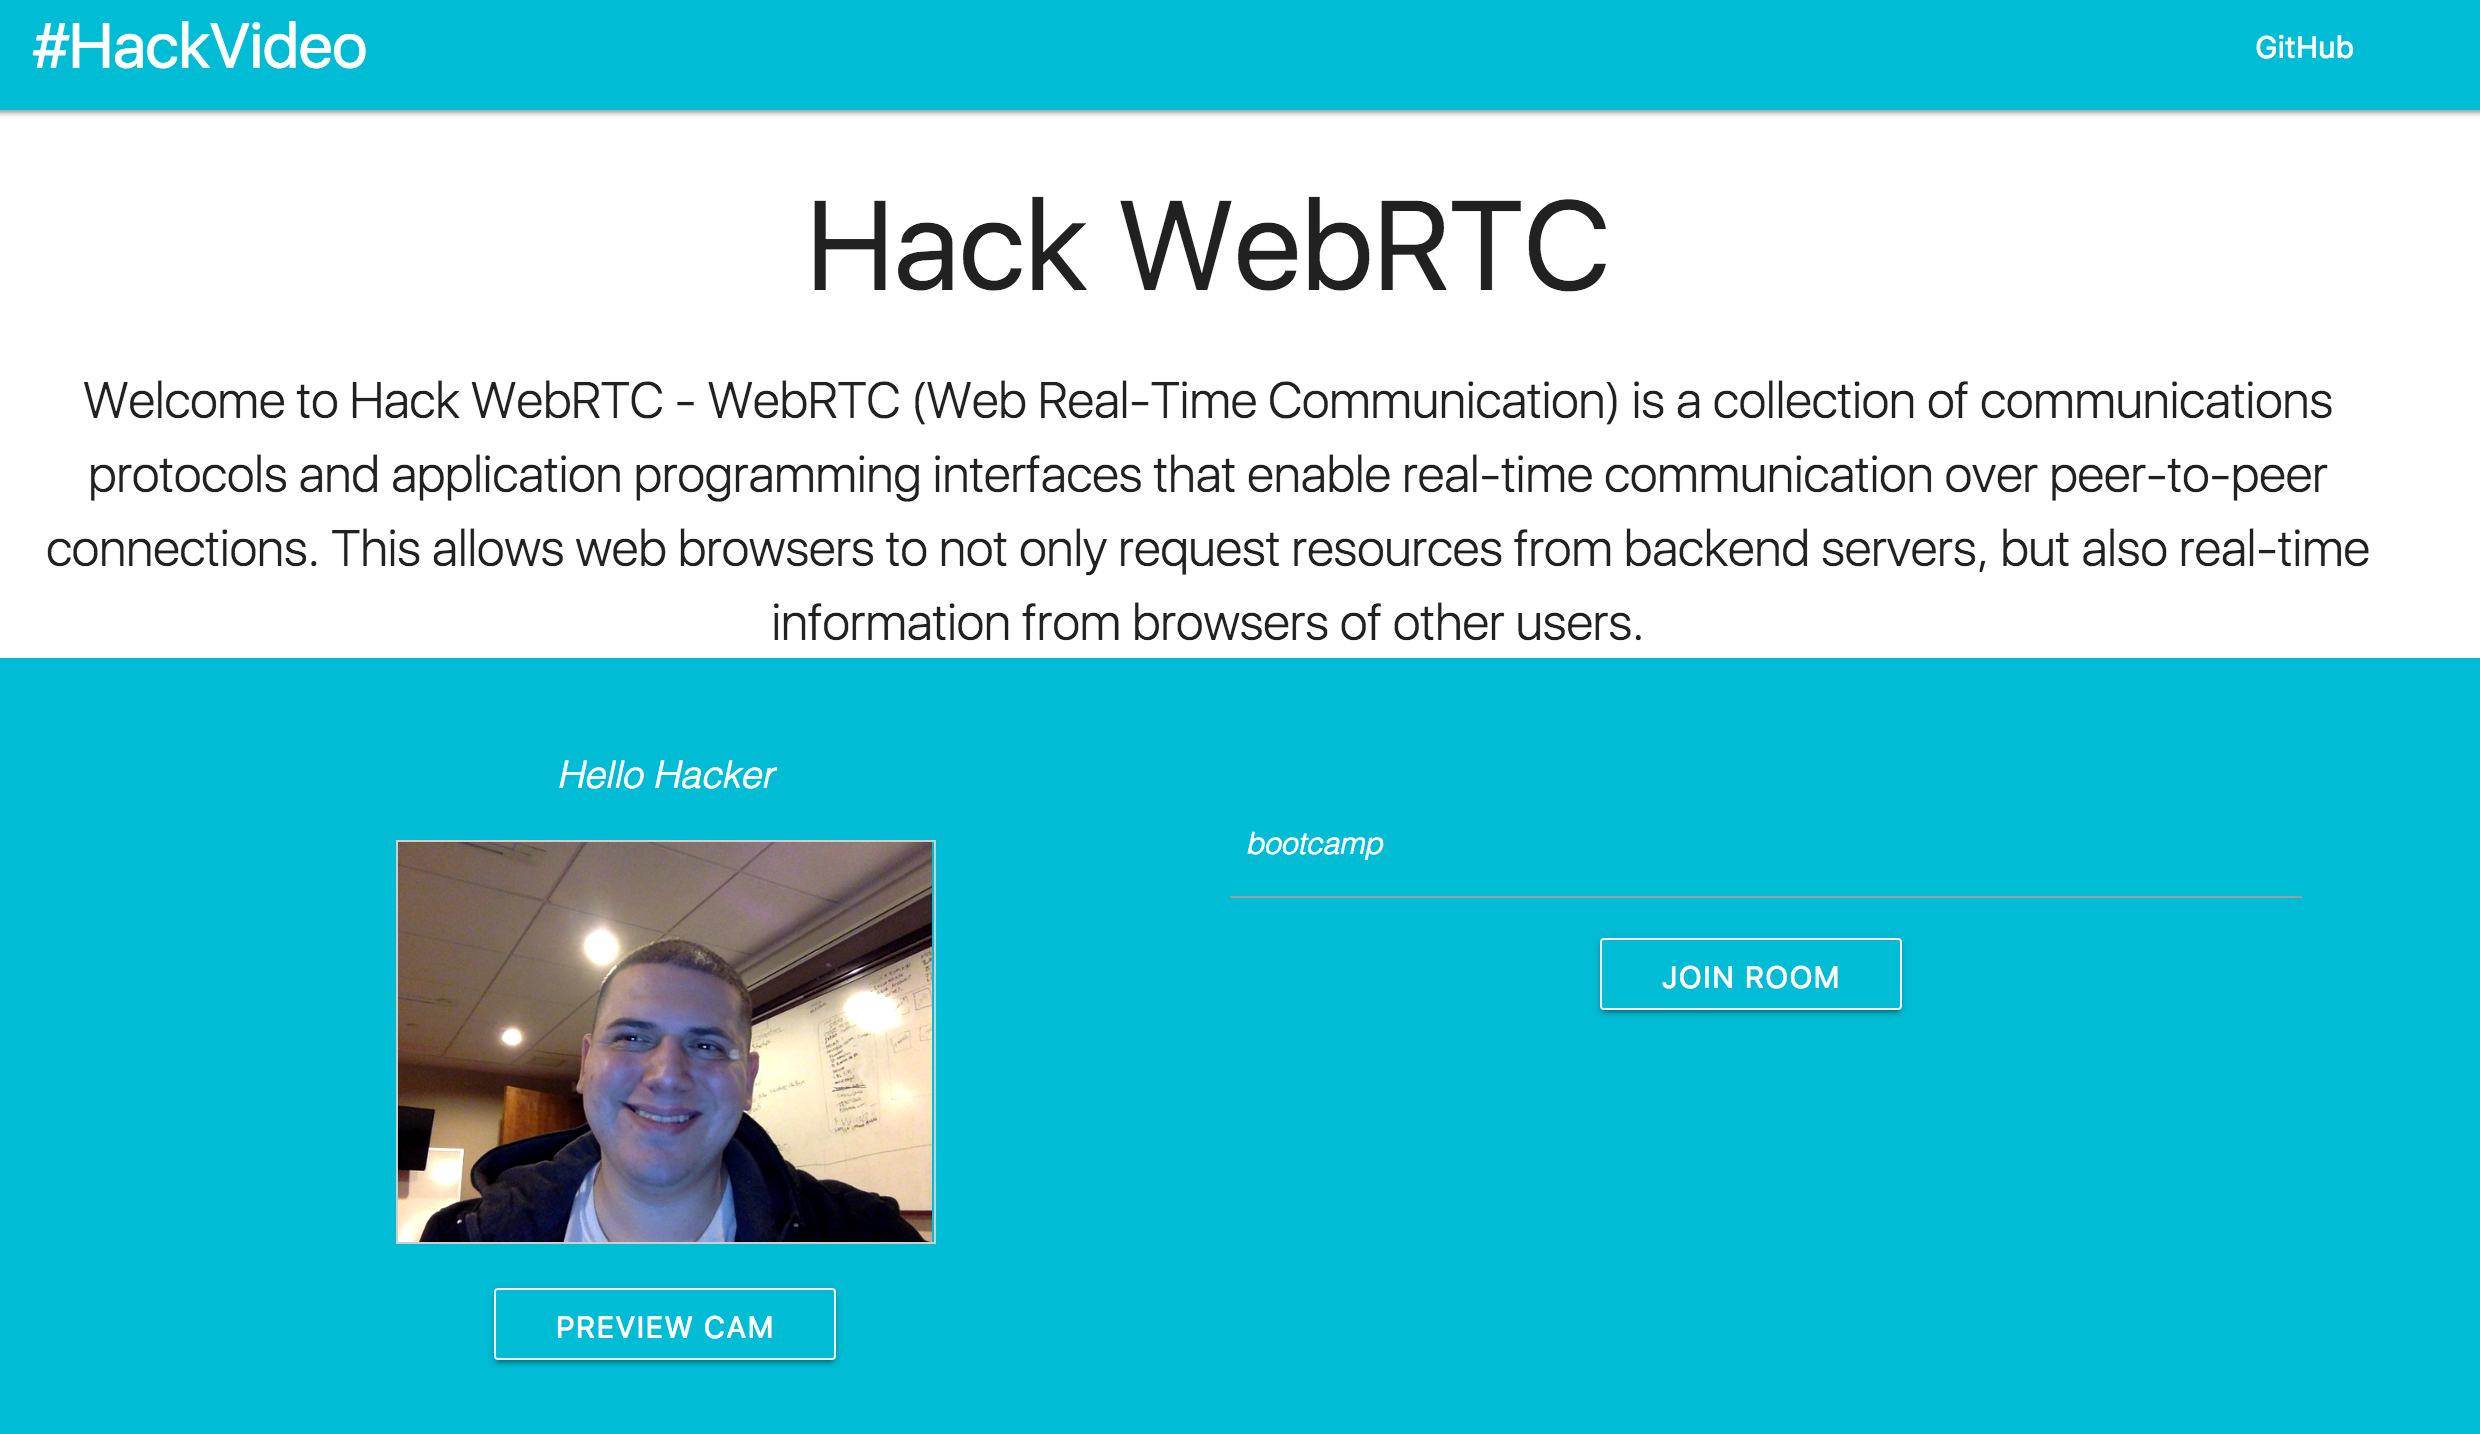 #HackVideo
GitHub
Hack WebRTC
Welcome to Hack WebRTC - WebRTC (Web Real-Time Communication) is a collection of communications
protocols and application programming interfaces that enable real-time communication over peer-to-peer
connections. This allows web browsers to not only request resources from backend servers, but also real-time
information from browsers of other users.
Hello Hacker
bootcamp
JOIN ROOM
PREVIEW CAM